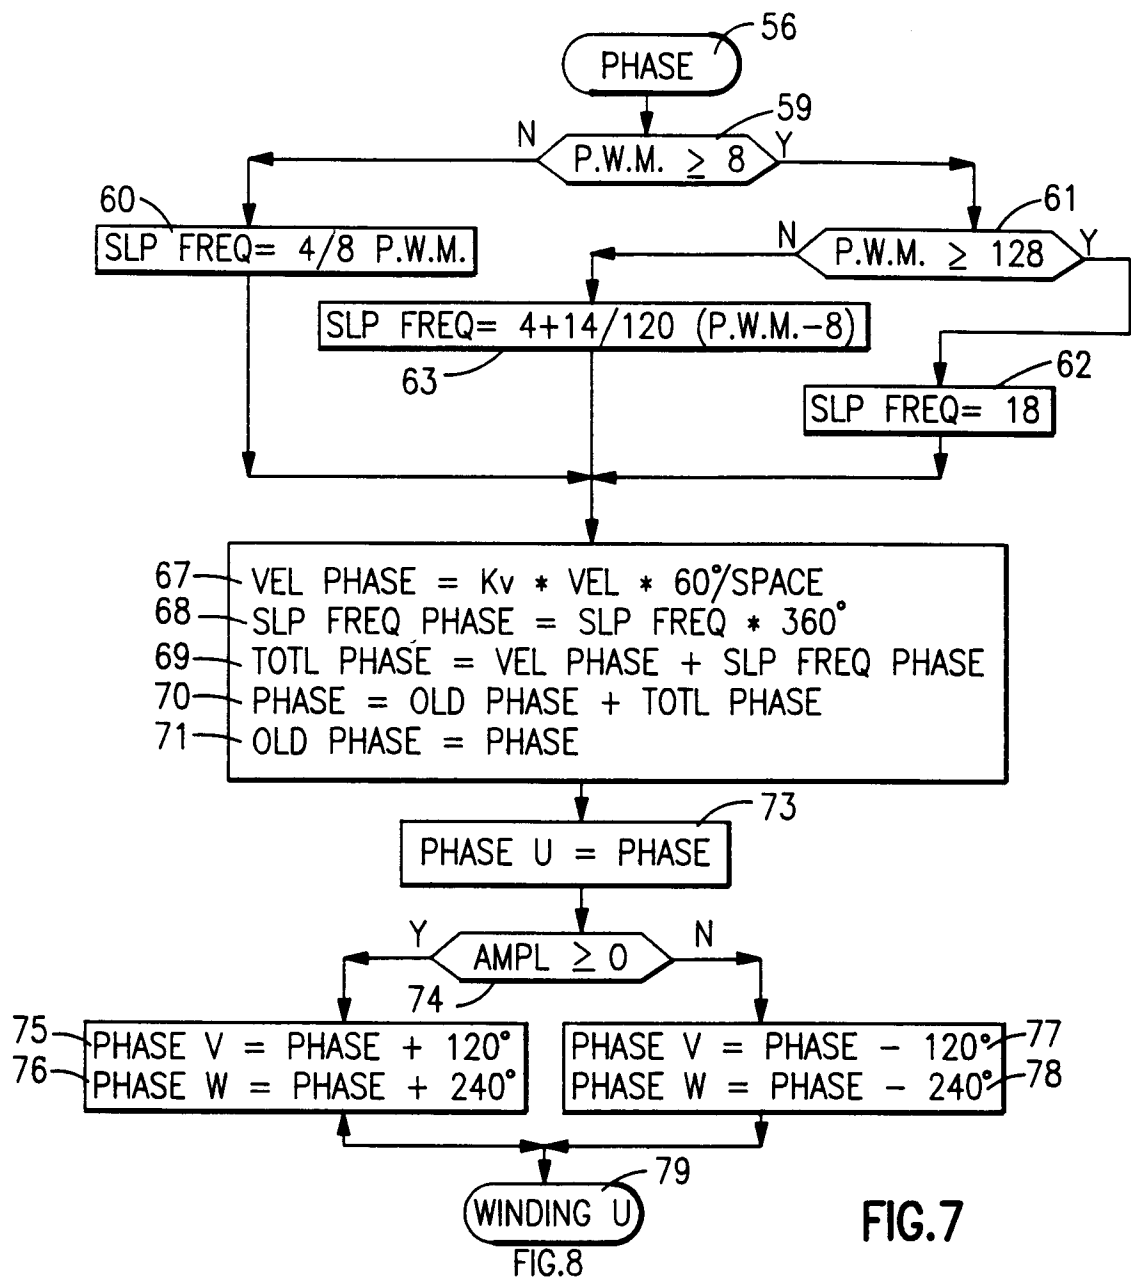 56
PHASE
59
N
P.W.M. ≥ 8
Y
60
SLP FREQ= 4/8 P.W.M.
61
N
P.W.M. ≥ 128
Y
SLP FREQ= 4+14/120 (P.W.M.-8)
63
62
SLP FREQ= 18
67 VEL PHASE = Kv * VEL * 60°/SPACE
68 SLP FREQ PHASE = SLP FREQ * 360°
69 TOTL PHASE = VEL PHASE + SLP FREQ PHASE
70 PHASE = OLD PHASE + TOTL PHASE
71 OLD PHASE = PHASE
73
PHASE U = PHASE
Y
AMPL ≥ 0
N
74
75 PHASE V = PHASE + 120°
76 PHASE W = PHASE + 240°
PHASE V = PHASE - 120° 77
PHASE W = PHASE - 240° 78
79
WINDING U
FIG.8
FIG.7